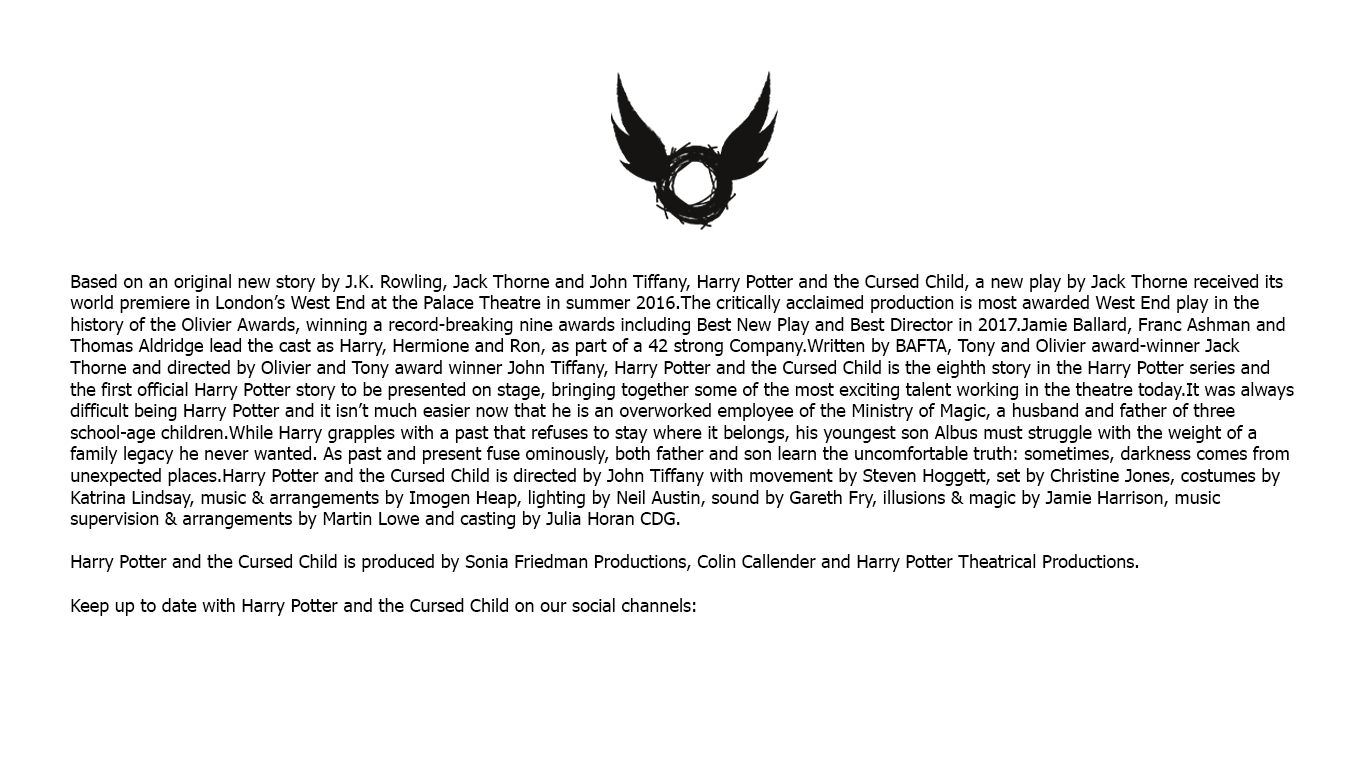 Based on an original new story by J.K. Rowling, Jack Thorne and John Tiffany, Harry Potter and the Cursed Child, a new play by Jack Thorne received its
world premiere in London’s West End at the Palace Theatre in summer 2016.The critically acclaimed production is most awarded West End play in the
history of the Olivier Awards, winning a record-breaking nine awards including Best New Play and Best Director in 2017.Jamie Ballard, Franc Ashman and
Thomas Aldridge lead the cast as Harry, Hermione and Ron, as part of a 42 strong Company.Written by BAFTA, Tony and Olivier award-winner Jack
Thorne and directed by Olivier and Tony award winner John Tiffany, Harry Potter and the Cursed Child is the eighth story in the Harry Potter series and
the first official Harry Potter story to be presented on stage, bringing together some of the most exciting talent working in the theatre today.It was always
difficult being Harry Potter and it isn’t much easier now that he is an overworked employee of the Ministry of Magic, a husband and father of three
school-age children.While Harry grapples with a past that refuses to stay where it belongs, his youngest son Albus must struggle with the weight of a
family legacy he never wanted. As past and present fuse ominously, both father and son learn the uncomfortable truth: sometimes, darkness comes from
unexpected places.Harry Potter and the Cursed Child is directed by John Tiffany with movement by Steven Hoggett, set by Christine Jones, costumes by
Katrina Lindsay, music & arrangements by Imogen Heap, lighting by Neil Austin, sound by Gareth Fry, illusions & magic by Jamie Harrison, music
supervision & arrangements by Martin Lowe and casting by Julia Horan CDG.
Harry Potter and the Cursed Child is produced by Sonia Friedman Productions, Colin Callender and Harry Potter Theatrical Productions.
Keep up to date with Harry Potter and the Cursed Child on our social channels: